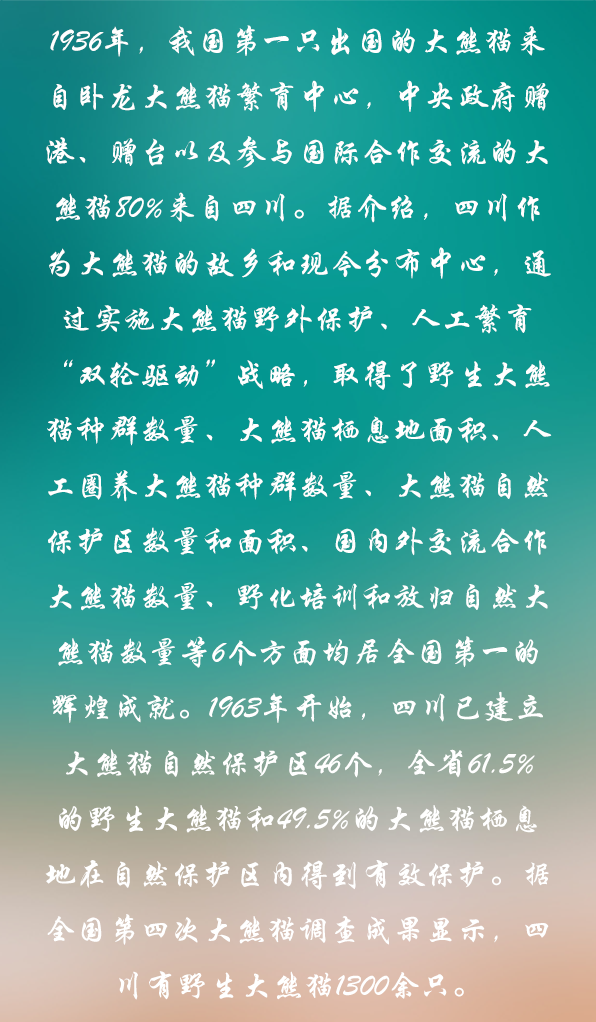 1936年，我国第一只出国的大熊猫来
自卧龙大熊猫繁育中心，中央政府赠
港、赠台以及参与国际合作交流的大
熊猫80%来自四川。据介绍，四川作
为大熊猫的故乡和现今分布中心，通
过实施大熊猫野外保护、人工繁育
“双轮驱动”战略，取得了野生大熊
猫种群数量、大熊猫栖息地面积、人
工圈养大熊猫种群数量、大熊猫自然
保护区数量和面积、国内外交流合作
大熊猫数量、野化培训和放归自然大
熊猫数量等6个方面均居全国第一的
辉煌成就。1963年开始，四川已建立
大熊猫自然保护区46个，全省61.5%
的野生大熊猫和49.5%的大熊猫栖息
地在自然保护区内得到有效保护。据
全国第四次大熊猫调查成果显示，四
川有野生大熊猫1300余只。